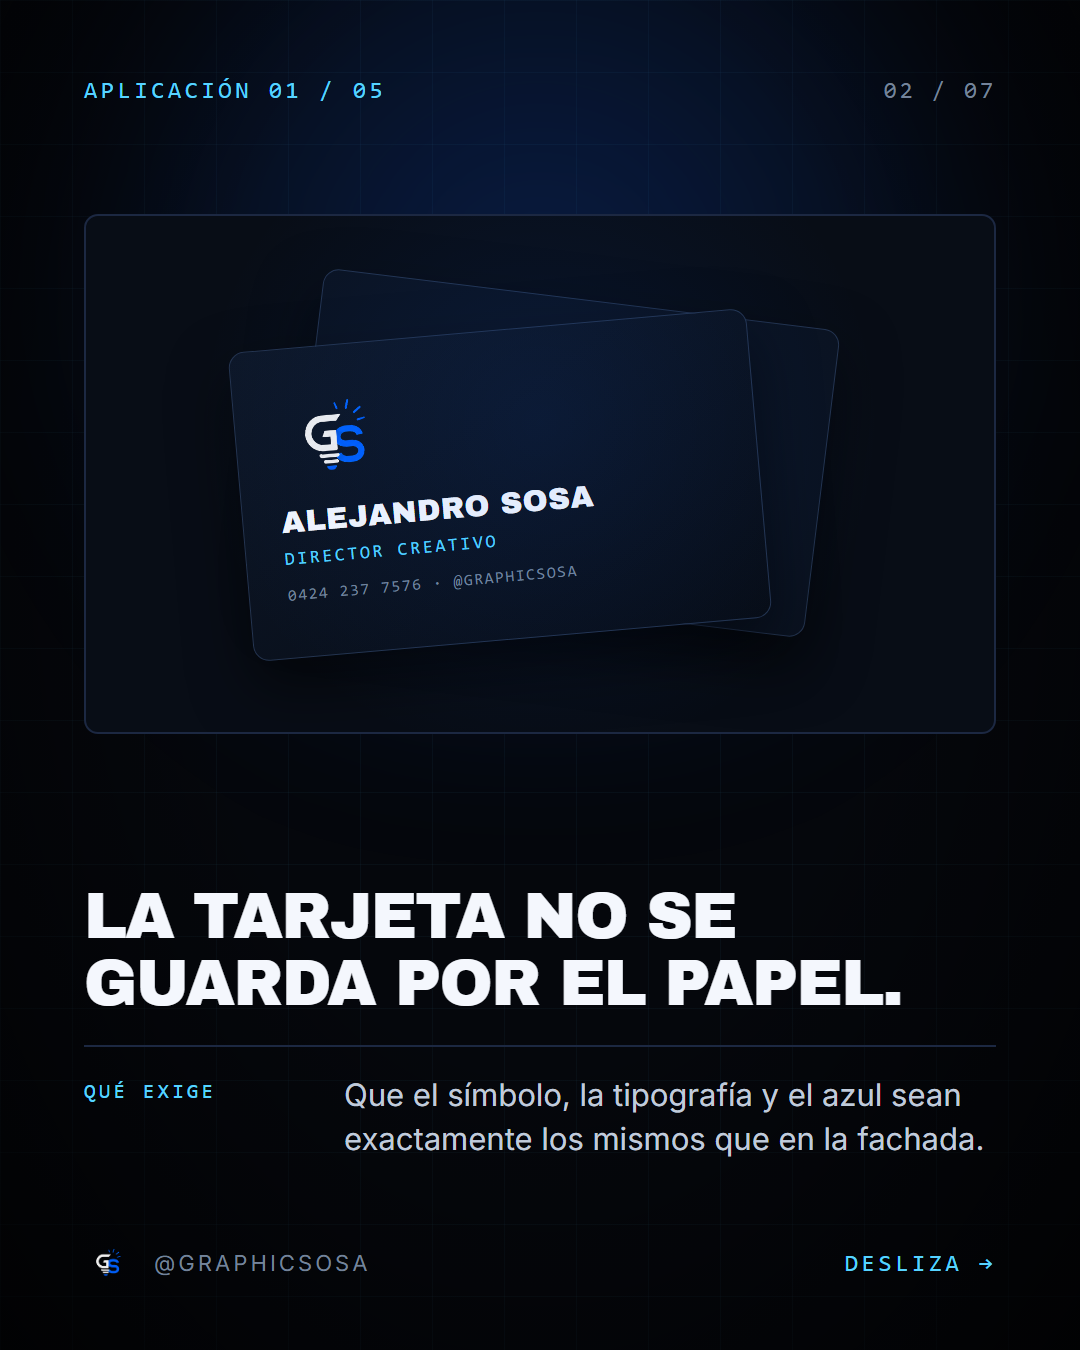 APLICACIÓN 01 / 05
02 / 07
GS
ALEJANDRO SOSA
DIRECTOR CREATIVO
0424 237 7576 · @GRAPHICSOSA
LA TARJETA NO SE
GUARDA POR EL PAPEL.
QUÉ EXIGE
Que el símbolo, la tipografía y el azul sean
exactamente los mismos que en la fachada.
GS
@GRAPHICSOSA
DESLIZA →